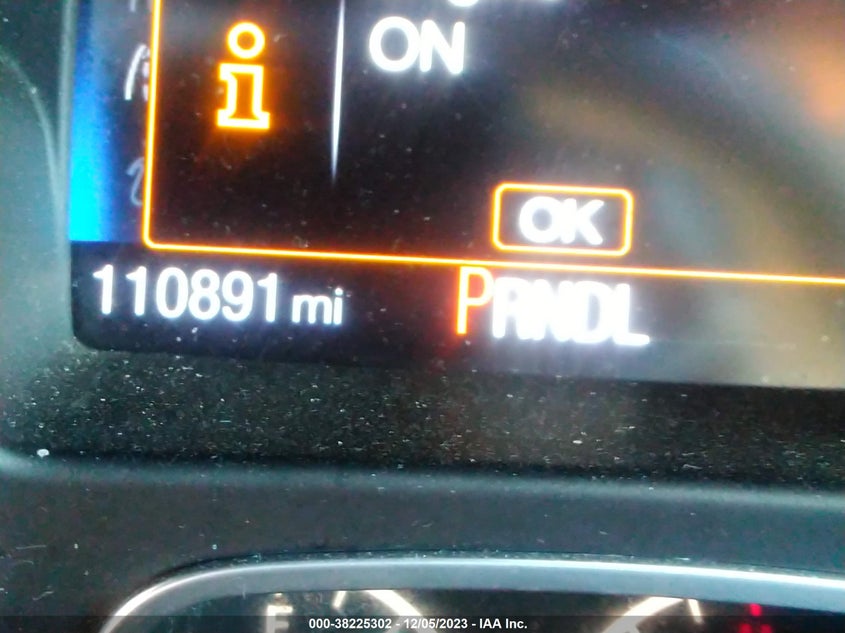 ON
OK
110891 mi
PRNDL
000-38225302 - 12/05/2023 - IAA Inc.